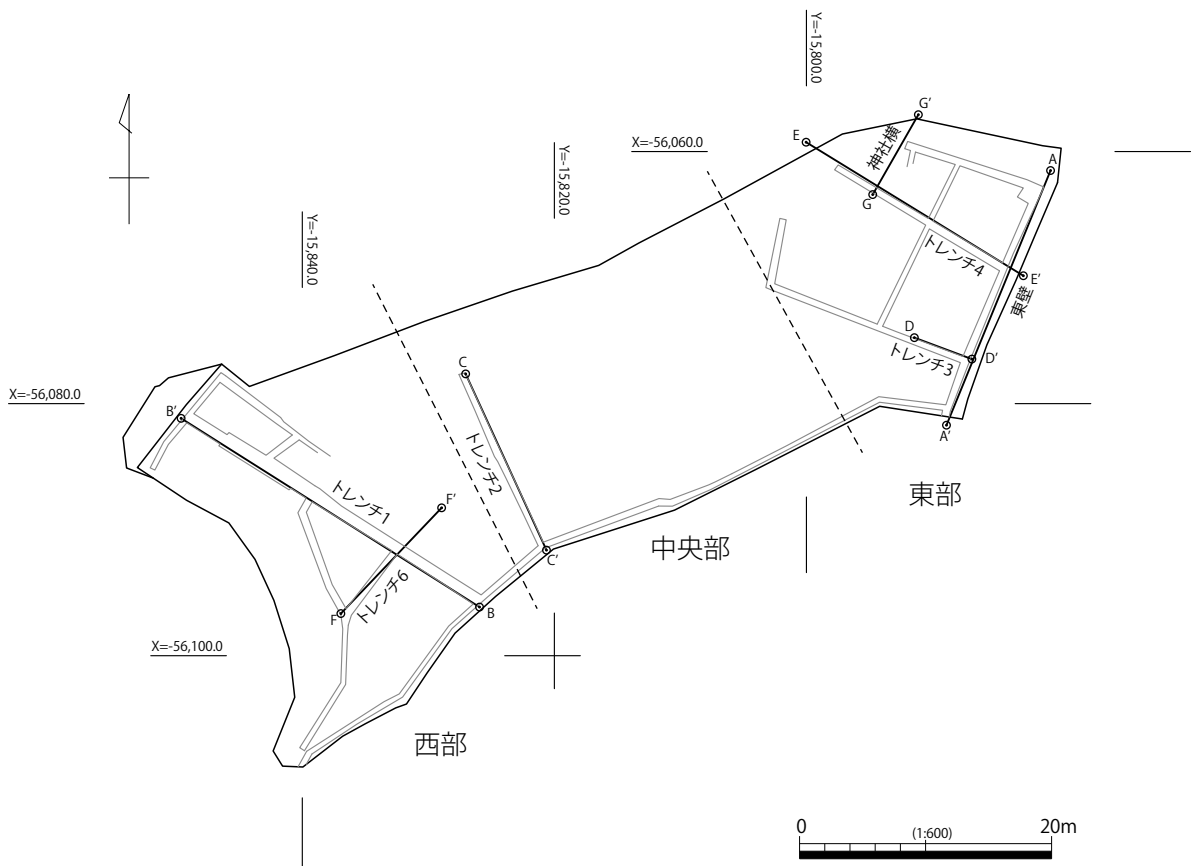 Y=-15,800.0
G'
E
X=-56,060.0
神社横
Y=-15,820.0
A
G
Y=-15,840.0
トレンチ4
E'
東壁
D
D'
トレンチ3
C
X=-56,080.0
B'
A'
トレンチ2
東部
トレンチ1
F'
中央部
C'
トレンチ6
F
B
X=-56,100.0
西部
0
(1:600)
20m